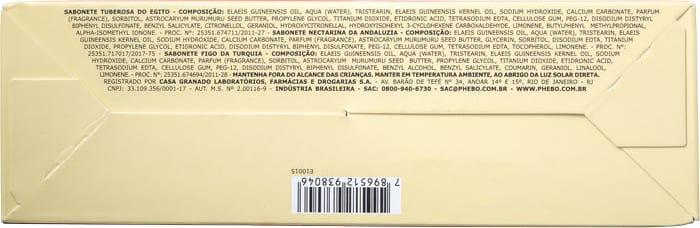 SABONETE TUBEROSA DO EGITO - COMPOSIÇÃO: ELAEIS GUINEENSIS OIL, AQUA (WATER), TRISTEARIN, ELAEIS GUINEENSIS KERNEL OIL, SODIUM HYDROXIDE, CALCIUM CARBONATE, PARFUM
(FRAGRANCE), SORBITOL, ASTROCARYUM MURUMURU SEED BUTTER, PROPYLENE GLYCOL, TITANIUM DIOXIDE, ETIDRONIC ACID, TETRASODIUM EDTA, CELLULOSE GUM, PEG-12, DISODIUM DISTYRYL
BIPHENYL DISULFONATE, BENZYL SALICYLATE, CITRONELLOL, GERANIOL, HYDROXYCITRONELLAL, HYDROXYISOHEXYL 3-CYCLOHEXENE CARBOXALDEHYDE, LIMONENE, BUTYLPHENYL METHYLPROPIONAL,
ALPHA-ISOMETHYL IONONE. - PROC. N°: 25351.674711/2011-27 - SABONETE NECTARINA DA ANDALUZIA - COMPOSIÇÃO: ELAEIS GUINEENSIS OIL, AQUA (WATER), TRISTEARIN, ELAEIS
GUINEENSIS KERNEL OIL, SODIUM HYDROXIDE, CALCIUM CARBONATE, PARFUM (FRAGRANCE), ASTROCARYUM MURUMURU SEED BUTTER, GLYCERIN, SORBITOL, DISODIUM EDTA, TITANIUM
DIOXIDE, PROPYLENE GLYCOL, ETIDRONIC ACID, DISODIUM DISTYRYL BIPHENYL DISULFONATE, PEG-12, CELLULOSE GUM, TETRASODIUM EDTA, TOCOPHEROL, LIMONENE. - PROC. N°:
25351.717017/2017-75 - SABONETE FIGO DA TURQUIA - COMPOSIÇÃO: ELAEIS GUINEENSIS OIL, AQUA (WATER), TRISTEARIN, ELAEIS GUINEENSIS KERNEL OIL, SODIUM
HYDROXIDE, CALCIUM CARBONATE, PARFUM (FRAGRANCE), SORBITOL, ASTROCARYUM MURUMURU SEED BUTTER, PROPYLENE GLYCOL, TITANIUM DIOXIDE, ETIDRONIC ACID,
TETRASODIUM EDTA, CELLULOSE GUM, PEG-12, DISODIUM DISTYRYL BIPHENYL DISULFONATE, BENZYL ALCOHOL, BENZYL SALICYLATE, COUMARIN, GERANIOL, LINALOOL,
LIMONENE. - PROC. N°: 25351.674694/2011-28 - MANTENHA FORA DO ALCANCE DAS CRIANÇAS. MANTER EM TEMPERATURA AMBIENTE, AO ABRIGO DA LUZ SOLAR DIRETA.
REGISTRADO POR CASA GRANADO LABORATÓRIOS, FARMÁCIAS E DROGARIAS S.A. - AV. BARÃO DE TEFÉ N° 34, ANDAR 14º E 15º, RIO DE JANEIRO - RJ
CNPJ: 33.109.356/0001-17 - AUT. M.S. Nº 2.00116-9 - INDÚSTRIA BRASILEIRA - SAC: 0800-940-6730 - SAC@PHEBO.COM.BR - WWW.PHEBO.COM.BR
E10015
7 896512 938046